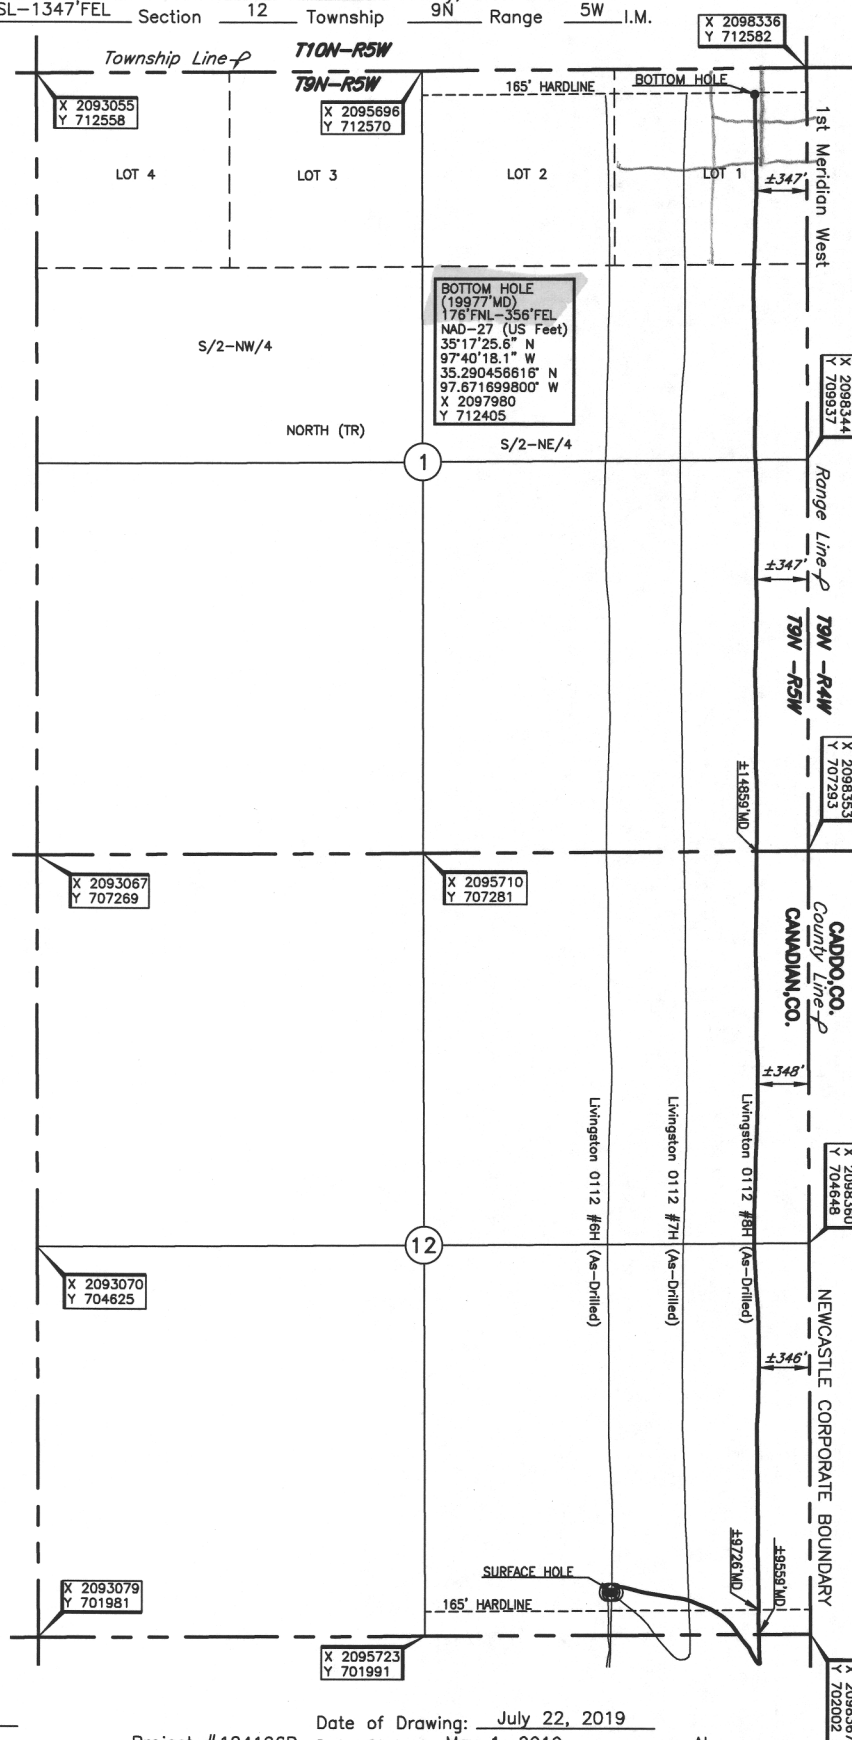 SL-1347'FEL Section 12 Township 9N Range 5W I.M.
X 2098336
Y 712582
Township Line
T10N-R5W
T9N-R5W
X 2093055
Y 712558
X 2095696
Y 712570
165' HARDLINE
BOTTOM HOLE
LOT 4
LOT 3
LOT 2
LOT 1
±347'
1st Meridian West
BOTTOM HOLE
(19977'MD)
176'FNL-356'FEL
NAD-27 (US Feet)
35°17'25.6" N
97°40'18.1" W
35.290456616° N
97.671699800° W
X 2097980
Y 712405
S/2-NW/4
NORTH (TR)
S/2-NE/4
X 2098344
Y 709937
1
Range Line
±347'
T9N -R4W
T9N -R5W
X 2098353
Y 707293
±14859'MD
X 2093067
Y 707269
X 2095710
Y 707281
CADDO,CO.
County Line
CANADIAN,CO.
±348'
Livingston 0112 #6H (As-Drilled)
Livingston 0112 #7H (As-Drilled)
Livingston 0112 #8H (As-Drilled)
X 2098360
Y 704648
12
X 2093070
Y 704625
±346'
NEWCASTLE CORPORATE BOUNDARY
±9726'MD
±9559'MD
SURFACE HOLE
165' HARDLINE
X 2093079
Y 701981
X 2095723
Y 701991
X 2098367
Y 702002
Date of Drawing: July 22, 2019